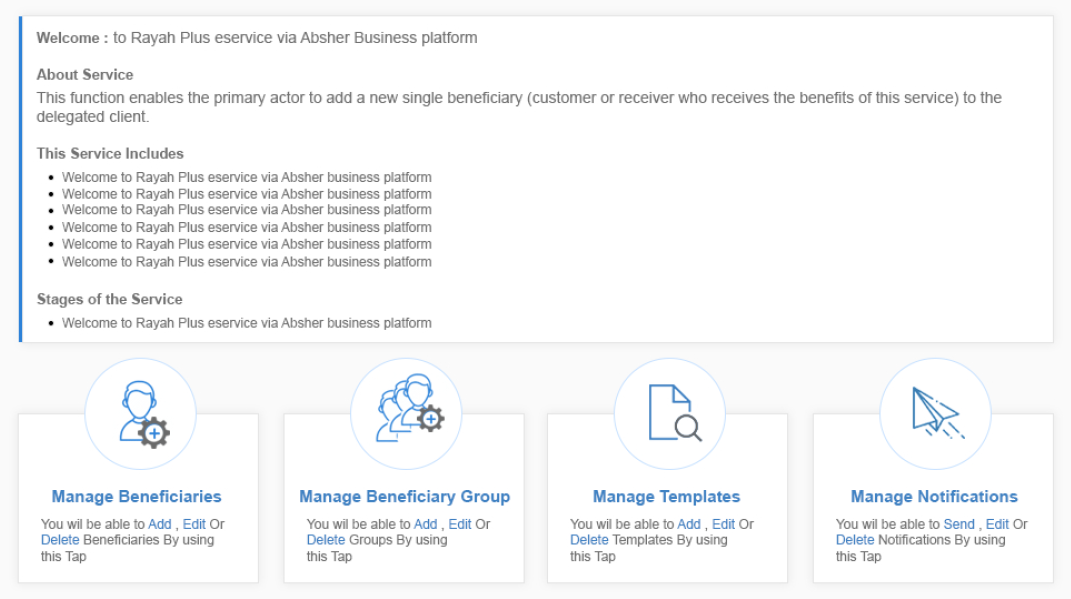 Welcome : to Rayah Plus eservice via Absher Business platform
About Service
This function enables the primary actor to add a new single beneficiary (customer or receiver who receives the benefits of this service) to the
delegated client.
This Service Includes
Welcome to Rayah Plus eservice via Absher business platform
Welcome to Rayah Plus eservice via Absher business platform
Welcome to Rayah Plus eservice via Absher business platform
Welcome to Rayah Plus eservice via Absher business platform
Welcome to Rayah Plus eservice via Absher business platform
Welcome to Rayah Plus eservice via Absher business platform
Stages of the Service
Welcome to Rayah Plus eservice via Absher business platform
Manage Beneficiaries
You wil be able to Add , Edit Or
Delete Beneficiaries By using
this Tap
Manage Beneficiary Group
You wil be able to Add , Edit Or
Delete Groups By using
this Tap
Manage Templates
You wil be able to Add , Edit Or
Delete Templates By using
this Tap
Manage Notifications
You wil be able to Send , Edit Or
Delete Notifications By using
this Tap